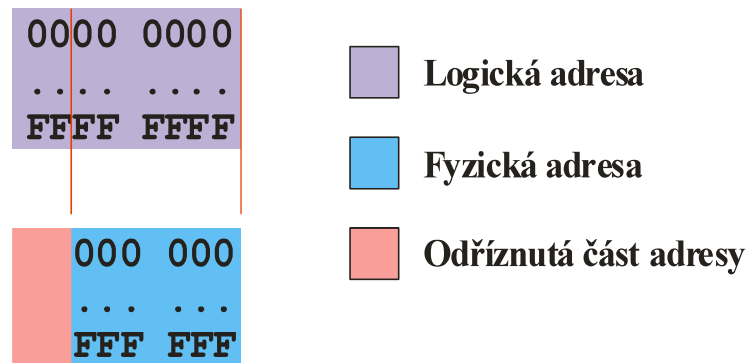 0000 0000
.... ....
FFFF FFFF
000 000
... ...
FFF FFF
Logická adresa
Fyzická adresa
Odříznutá část adresy